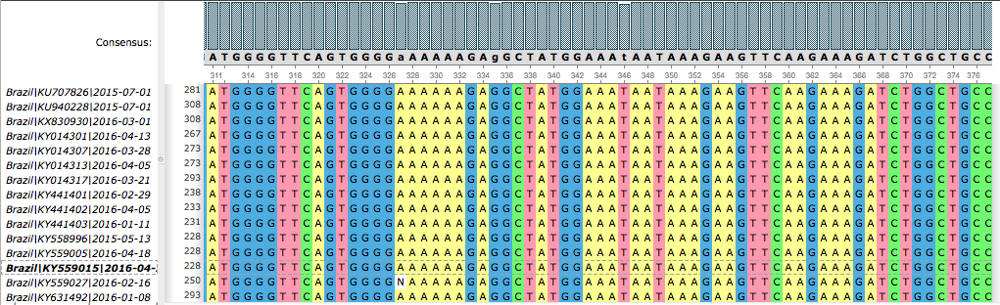 Consensus:
ATGGGGTTCAGTGGGGaAAAAAGAgGCTATGGAAAtAATAAAGAAGTTCAAGAAAGATCTGGCTGCC
311 314 316 318 320 322 324 326 328 330 332 334 336 338 340 342 344 346 348 350 352 354 356 358 360 362 364 366 368 370 372 374 376
Brazil|KU707826|2015-07-01 281 ATGGGGTTCAGTGGGGAAAAAAGAGGCTATGGAAATAATAAAGAAGTTCAAGAAAGATCTGGCTGCC
Brazil|KU940228|2015-07-01 308 ATGGGGTTCAGTGGGGAAAAAAGAGGCTATGGAAATAATAAAGAAGTTCAAGAAAGATCTGGCTGCC
Brazil|KX830930|2016-03-01 308 ATGGGGTTCAGTGGGGAAAAAAGAGGCTATGGAAATAATAAAGAAGTTCAAGAAAGATCTGGCTGCC
Brazil|KY014301|2016-04-13 267 ATGGGGTTCAGTGGGGAAAAAAGAGGCTATGGAAATAATAAAGAAGTTCAAGAAAGATCTGGCTGCC
Brazil|KY014307|2016-03-28 273 ATGGGGTTCAGTGGGGAAAAAAGAGGCTATGGAAATAATAAAGAAGTTCAAGAAAGATCTGGCTGCC
Brazil|KY014313|2016-04-05 273 ATGGGGTTCAGTGGGGAAAAAAGAGGCTATGGAAATAATAAAGAAGTTCAAGAAAGATCTGGCTGCC
Brazil|KY014317|2016-03-21 293 ATGGGGTTCAGTGGGGAAAAAAGAGGCTATGGAAATAATAAAGAAGTTCAAGAAAGATCTGGCTGCC
Brazil|KY441401|2016-02-29 238 ATGGGGTTCAGTGGGGAAAAAAGAGGCTATGGAAATAATAAAGAAGTTCAAGAAAGATCTGGCTGCC
Brazil|KY441402|2016-04-05 233 ATGGGGTTCAGTGGGGAAAAAAGAGGCTATGGAAATAATAAAGAAGTTCAAGAAAGATCTGGCTGCC
Brazil|KY441403|2016-01-11 231 ATGGGGTTCAGTGGGGAAAAAAGAGGCTATGGAAATAATAAAGAAGTTCAAGAAAGATCTGGCTGCC
Brazil|KY558996|2015-05-13 228 ATGGGGTTCAGTGGGGAAAAAAGAGGCTATGGAAATAATAAAGAAGTTCAAGAAAGATCTGGCTGCC
Brazil|KY559005|2016-04-18 228 ATGGGGTTCAGTGGGGAAAAAAGAGGCTATGGAAATAATAAAGAAGTTCAAGAAAGATCTGGCTGCC
Brazil|KY559015|2016-04- 228 ATGGGGTTCAGTGGGGAAAAAAGAGGCTATGGAAATAATAAAGAAGTTCAAGAAAGATCTGGCTGCC
Brazil|KY559027|2016-02-16 250 ATGGGGTTCAGTGGGGNAAAAAGAGGCTATGGAAATAATAAAGAAGTTCAAGAAAGATCTGGCTGCC
Brazil|KY631492|2016-01-08 293 ATGGGGTTCAGTGGGGAAAAAAGAGGCTATGGAAATAATAAAGAAGTTCAAGAAAGATCTGGCTGCC